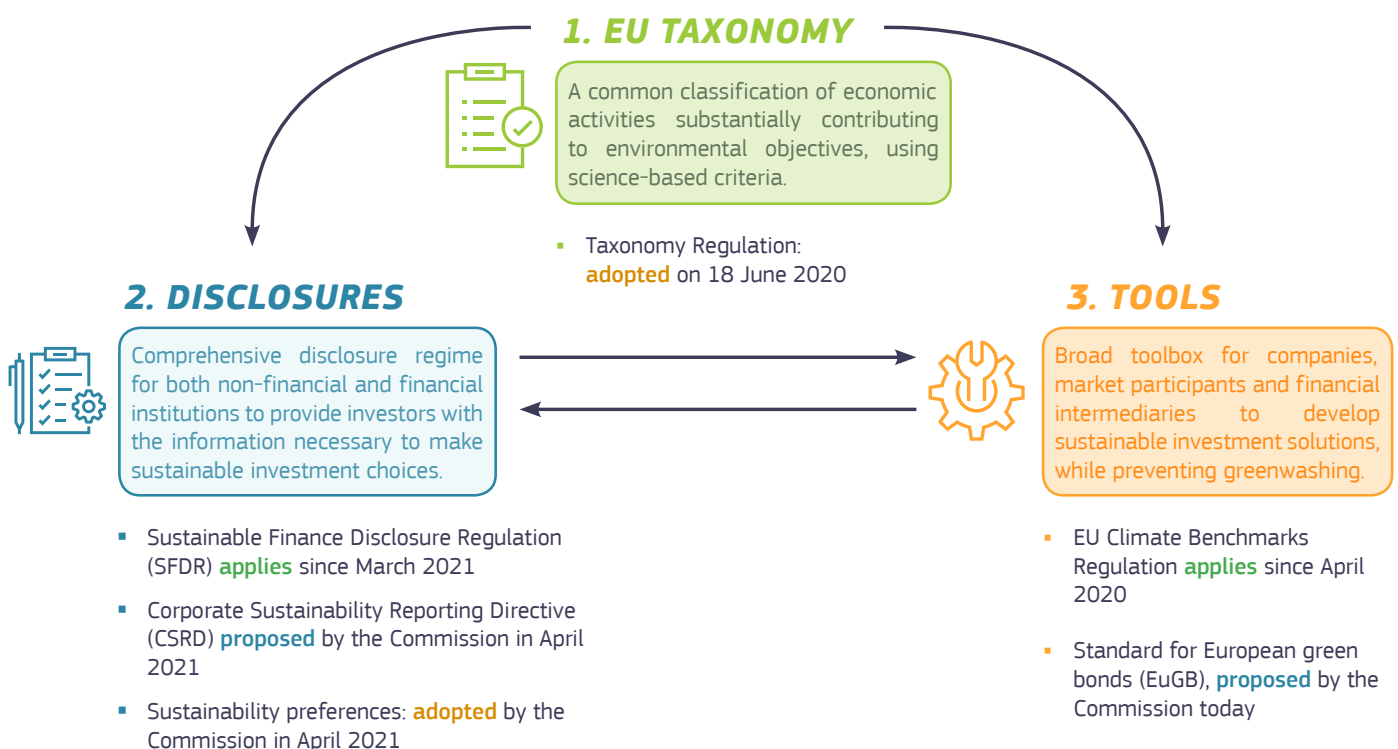 1. EU TAXONOMY
A common classification of economic
activities substantially contributing
to environmental objectives, using
science-based criteria.
▪ Taxonomy Regulation:
adopted on 18 June 2020
2. DISCLOSURES
Comprehensive disclosure regime
for both non-financial and financial
institutions to provide investors with
the information necessary to make
sustainable investment choices.
▪ Sustainable Finance Disclosure Regulation
(SFDR) applies since March 2021
▪ Corporate Sustainability Reporting Directive
(CSRD) proposed by the Commission in April
2021
▪ Sustainability preferences: adopted by the
Commission in April 2021
3. TOOLS
Broad toolbox for companies,
market participants and financial
intermediaries to develop
sustainable investment solutions,
while preventing greenwashing.
▪ EU Climate Benchmarks
Regulation applies since April
2020
▪ Standard for European green
bonds (EuGB), proposed by the
Commission today